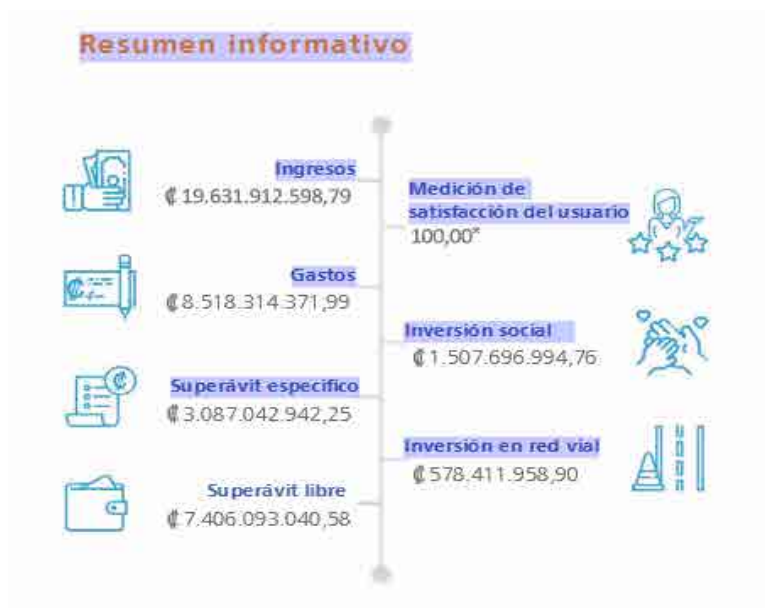 Resumen informativo
Ingresos
₡ 19.631.912.598,79
Gastos
₡ 8.518.314.371,99
Superávit especifico
₡ 3.087.042.942,25
Superávit libre
₡ 7.406.093.040,58
Medición de
satisfacción del usuario
100,00*
Inversión social
₡ 1.507.696.994,76
Inversión en red vial
₡ 578.411.958,90